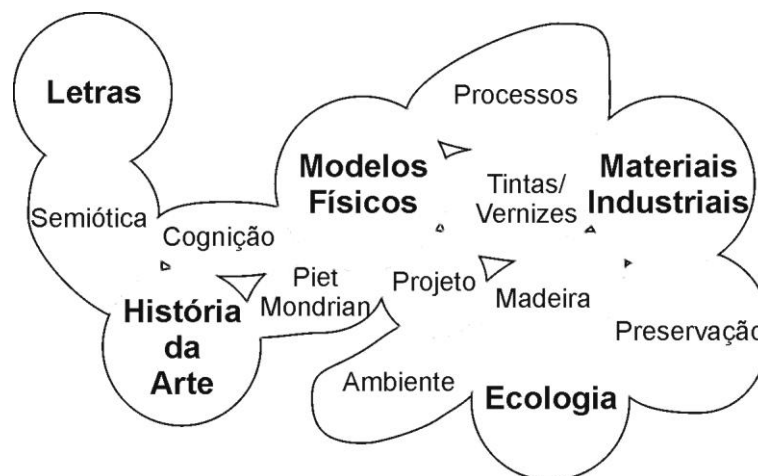 Letras
Processos
Modelos
Físicos
Materiais
Industriais
Tintas/
Vernizes
Semiótica
Cognição
Piet
Mondrian
Projeto
Madeira
História
da
Arte
Preservação
Ambiente
Ecologia